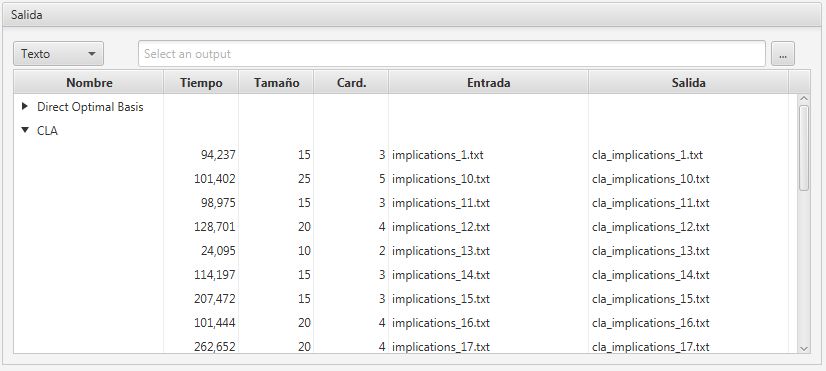 Salida
Texto Select an output ...
Nombre Tiempo Tamaño Card. Entrada Salida
Direct Optimal Basis
CLA
94,237 15 3 implications_1.txt cla_implications_1.txt
101,402 25 5 implications_10.txt cla_implications_10.txt
98,975 15 3 implications_11.txt cla_implications_11.txt
128,701 20 4 implications_12.txt cla_implications_12.txt
24,095 10 2 implications_13.txt cla_implications_13.txt
114,197 15 3 implications_14.txt cla_implications_14.txt
207,472 15 3 implications_15.txt cla_implications_15.txt
101,444 20 4 implications_16.txt cla_implications_16.txt
262,652 20 4 implications_17.txt cla_implications_17.txt